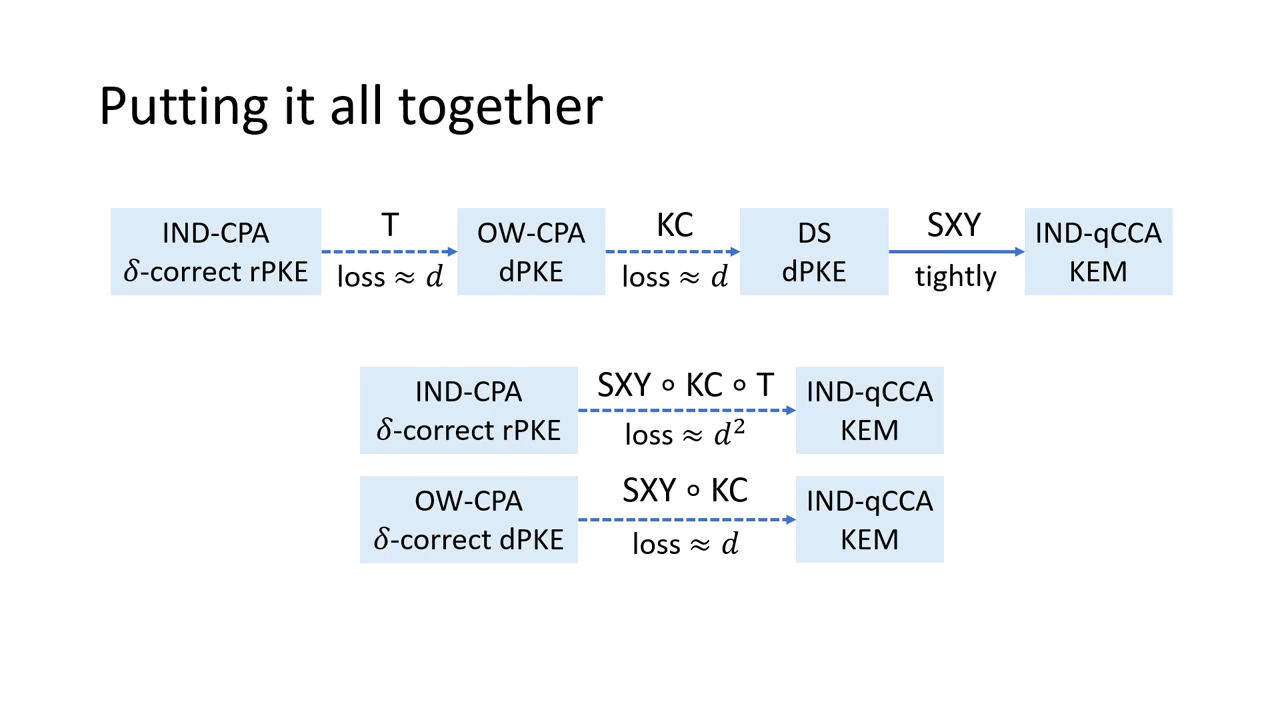 Putting it all together
IND-CPA
δ-correct rPKE
T
loss ≈ d
OW-CPA
dPKE
KC
loss ≈ d
DS
dPKE
SXY
tightly
IND-qCCA
KEM
IND-CPA
δ-correct rPKE
SXY ∘ KC ∘ T
loss ≈ d²
IND-qCCA
KEM
OW-CPA
δ-correct dPKE
SXY ∘ KC
loss ≈ d
IND-qCCA
KEM